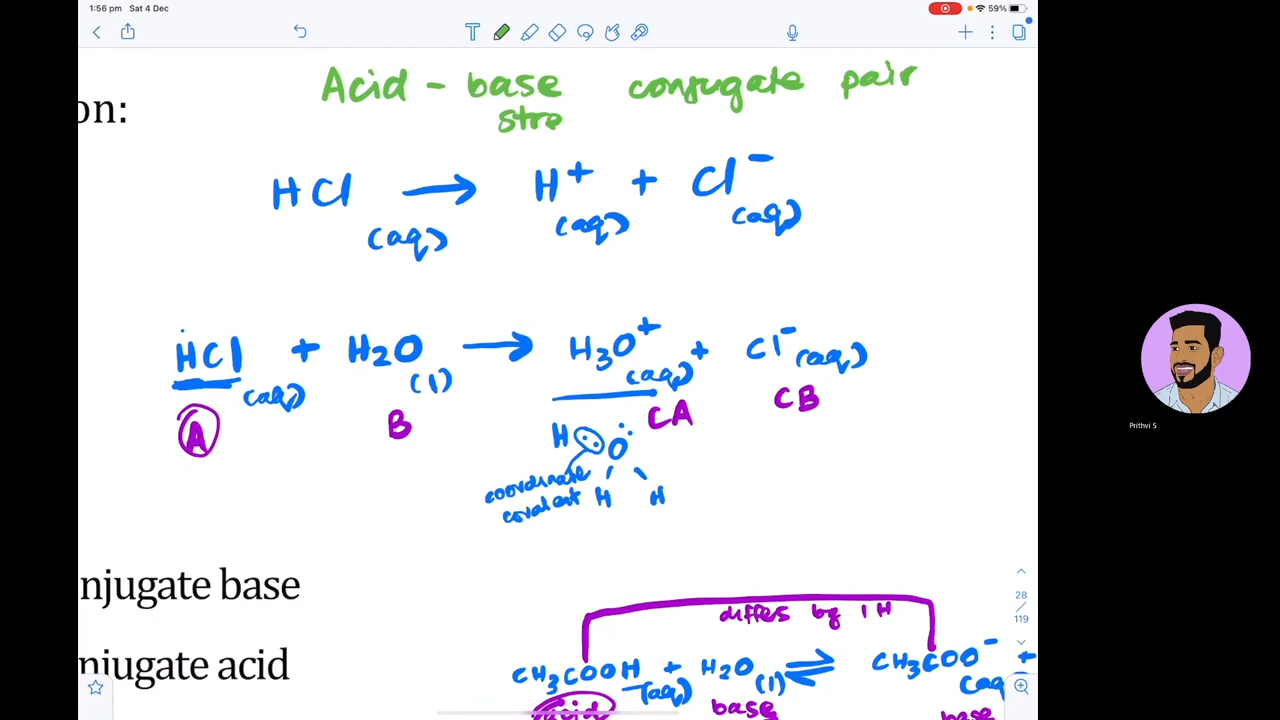 1:56 pm Sat 4 Dec
59%
T
Acid - base conjugate pair
stre
on:
HCl (aq) → H+ (aq) + Cl- (aq)
HCl (aq) + H2O (l) → H3O+ (aq) + Cl- (aq)
A B CA CB
H O
coordinate
covalent H H
Prithvi S
njugate base
28
/
119
differs by 1 H
njugate acid
CH3COOH (aq) + H2O (l) ⇌ CH3COO- (aq) +
acid base base